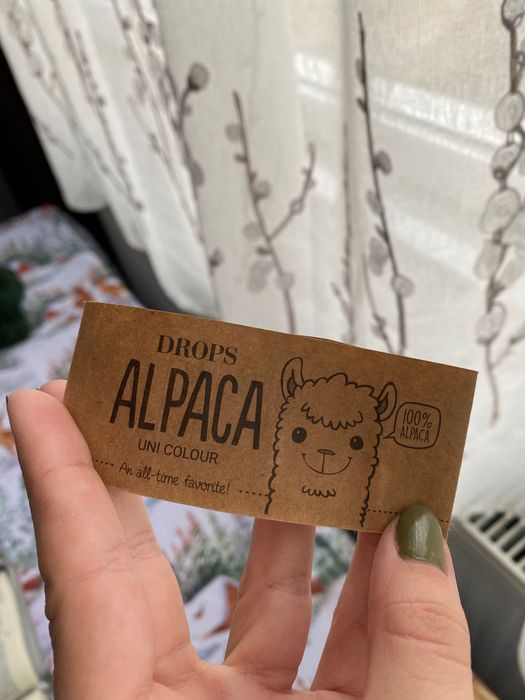 DROPS
ALPACA
UNI COLOUR
An all-time favorite!
100%
ALPACA